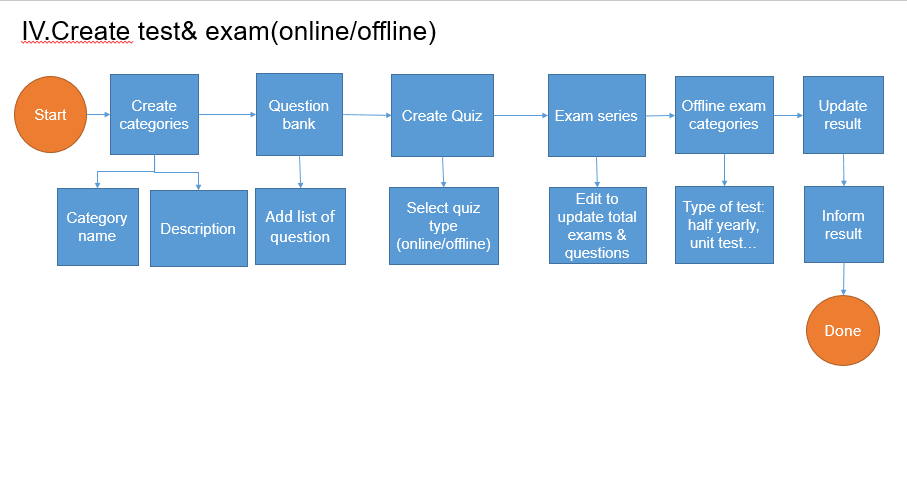 IV.Create test& exam(online/offline)
Start
Create
categories
Question
bank
Create Quiz
Exam series
Offline exam
categories
Update
result
Category
name
Description
Add list of
question
Select quiz
type
(online/offline)
Edit to
update total
exams &
questions
Type of test:
half yearly,
unit test...
Inform
result
Done